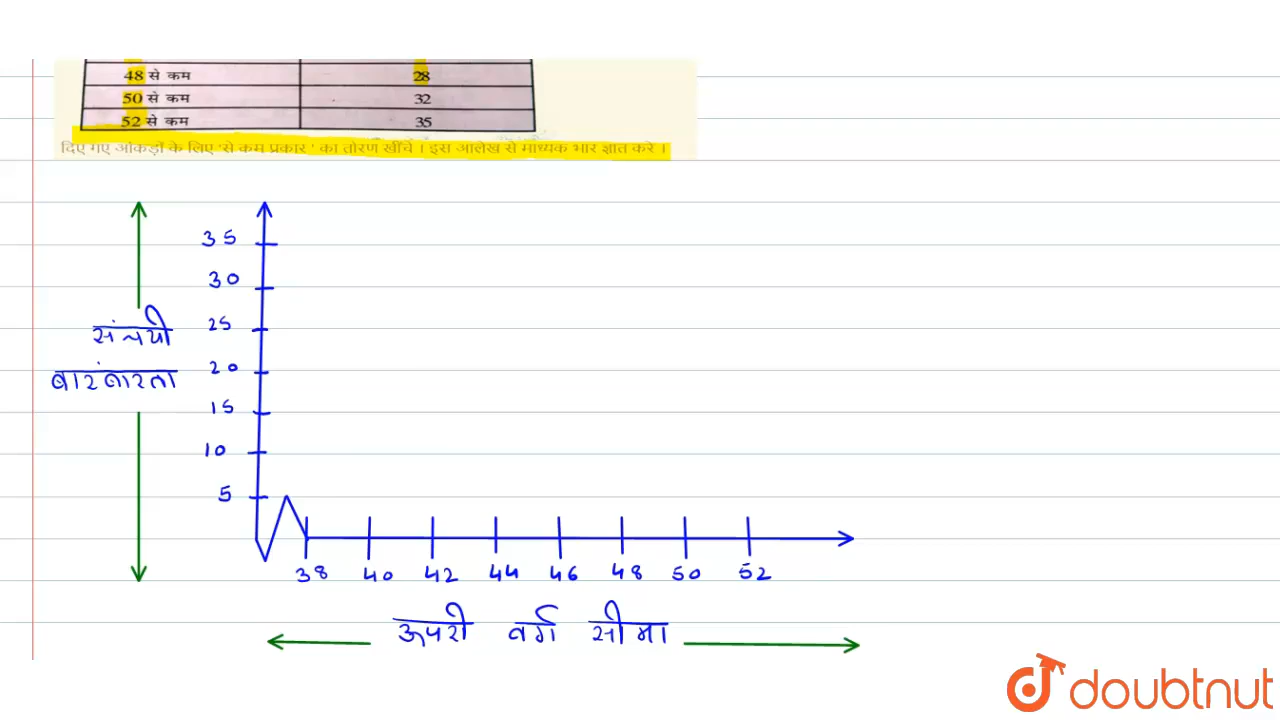 48 से कम 28
50 से कम 32
52 से कम 35
दिए गए आँकड़ों के लिए 'से कम प्रकार ' का तोरण खींचें । इस आलेख से माध्यक भार ज्ञात करे ।
35
30
25
20
15
10
5
संचयी
बारंबारता
38 40 42 44 46 48 50 52
ऊपरी वर्ग सीमा
doubtnut